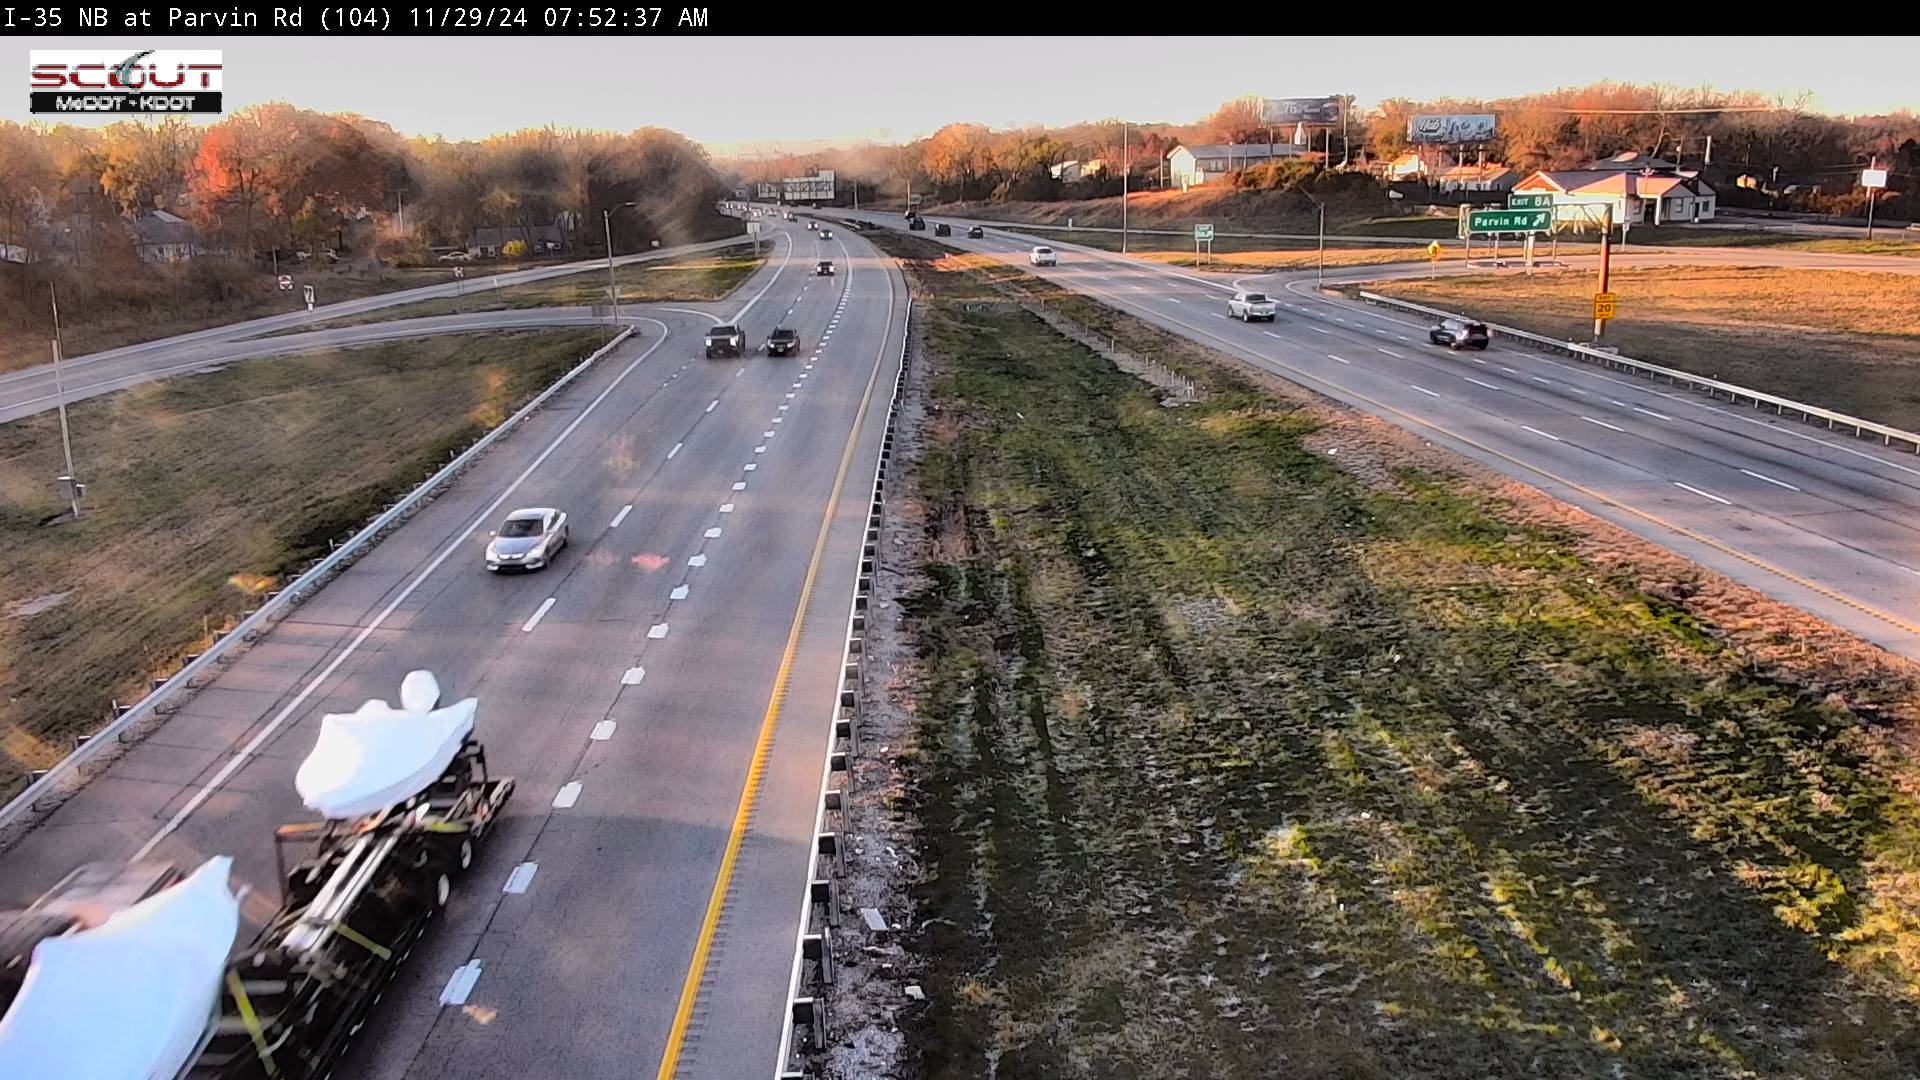 I-35 NB at Parvin Rd (104) 11/29/24 07:52:37 AM
SCOUT
MoDOT - KDOT
EXIT 8A
Parvin Rd
EXIT
20